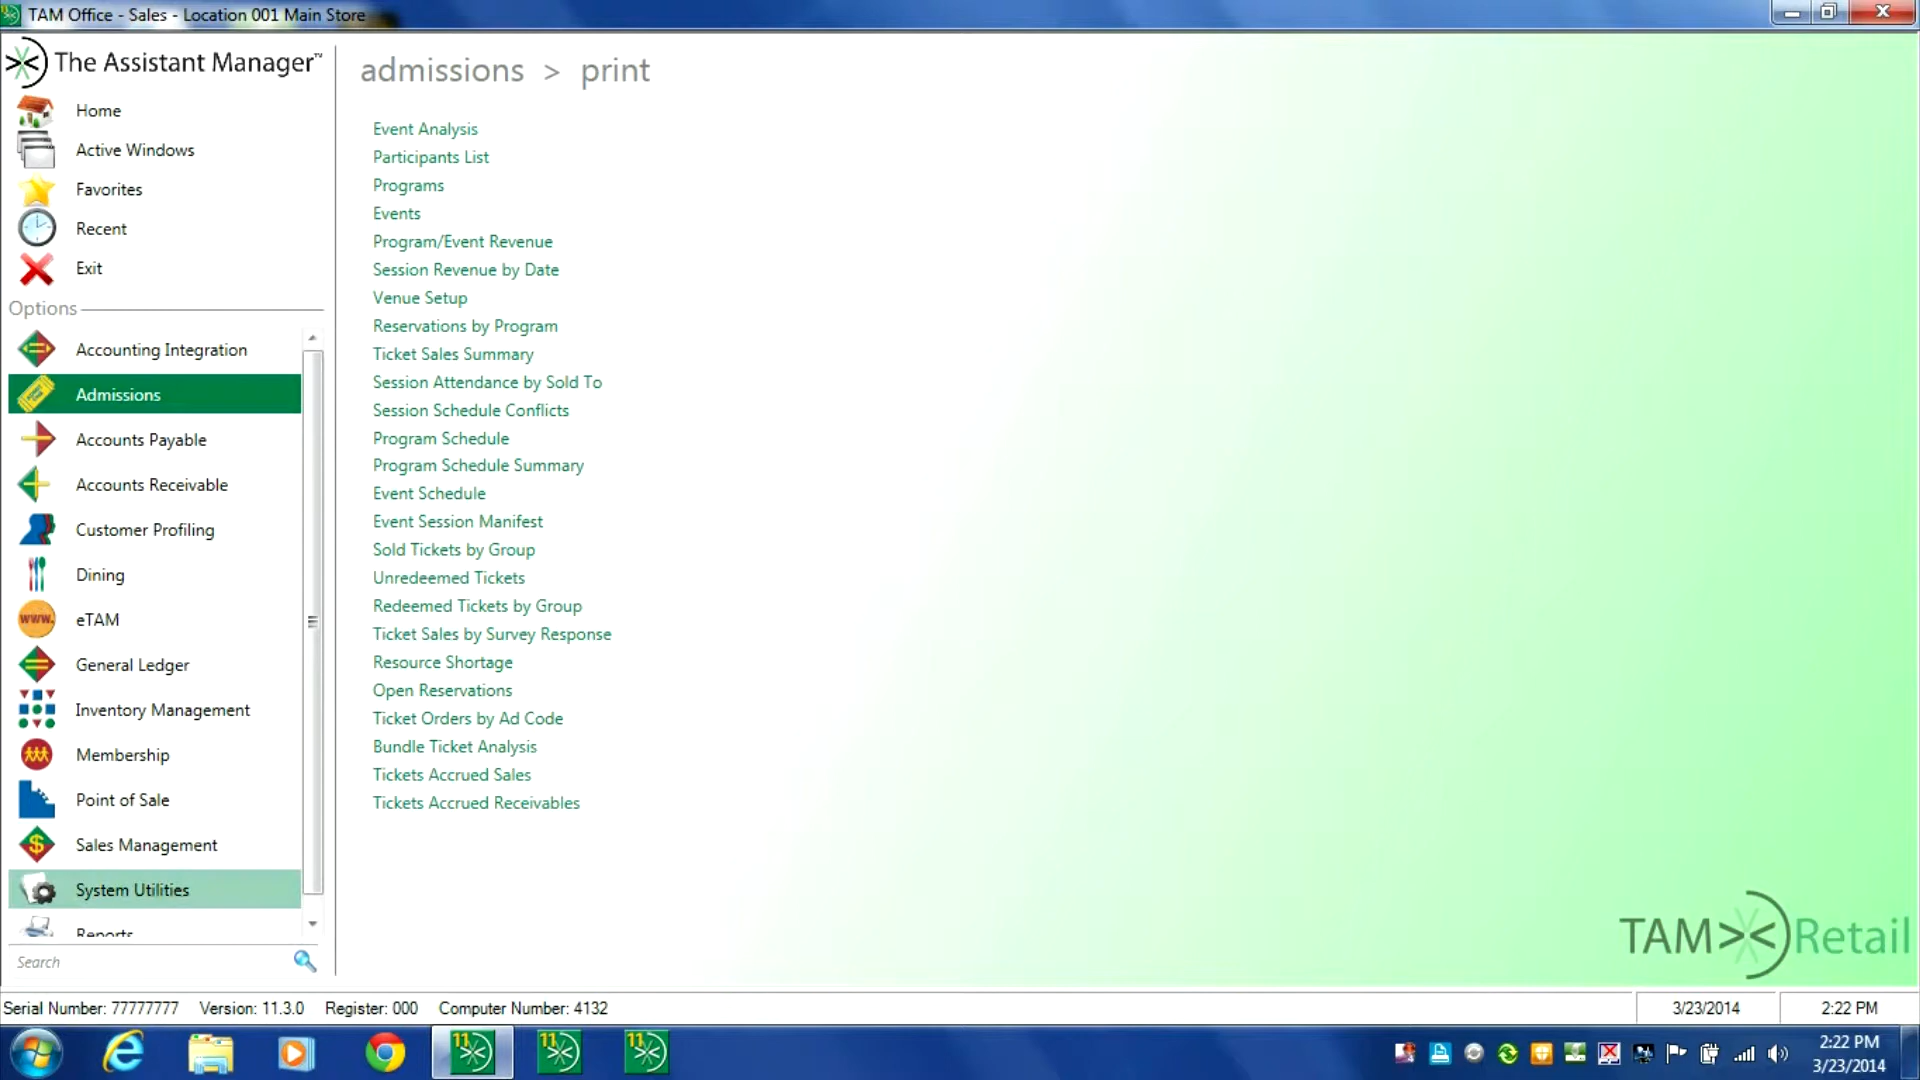 TAM Office - Sales - Location 001 Main Store
The Assistant Manager™
Home
Active Windows
Favorites
Recent
Exit
Options
Accounting Integration
Admissions
Accounts Payable
Accounts Receivable
Customer Profiling
Dining
www.
eTAM
General Ledger
Inventory Management
Membership
Point of Sale
Sales Management
System Utilities
Reports
Search
admissions > print
Event Analysis
Participants List
Programs
Events
Program/Event Revenue
Session Revenue by Date
Venue Setup
Reservations by Program
Ticket Sales Summary
Session Attendance by Sold To
Session Schedule Conflicts
Program Schedule
Program Schedule Summary
Event Schedule
Event Session Manifest
Sold Tickets by Group
Unredeemed Tickets
Redeemed Tickets by Group
Ticket Sales by Survey Response
Resource Shortage
Open Reservations
Ticket Orders by Ad Code
Bundle Ticket Analysis
Tickets Accrued Sales
Tickets Accrued Receivables
TAM Retail
Serial Number: 77777777 Version: 11.3.0 Register: 000 Computer Number: 4132
3/23/2014 2:22 PM
11
11
11
2:22 PM
3/23/2014